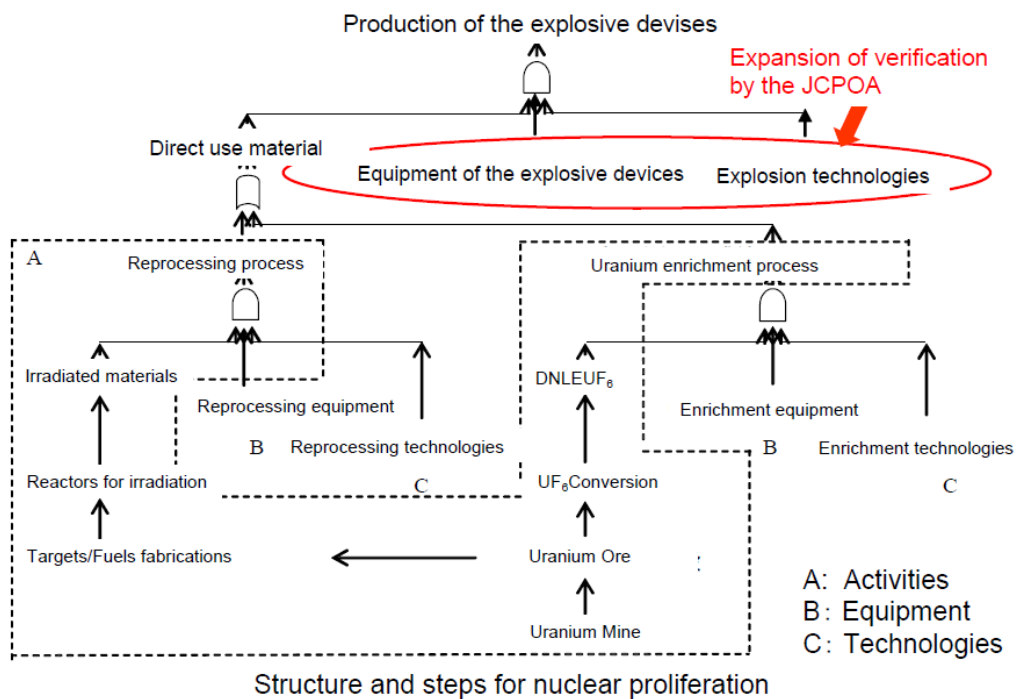 Production of the explosive devises
Expansion of verification
by the JCPOA
Direct use material
Equipment of the explosive devices
Explosion technologies
A
Reprocessing process
Uranium enrichment process
Irradiated materials
DNLEUF₆
Reprocessing equipment
Enrichment equipment
B
Reprocessing technologies
B
Enrichment technologies
Reactors for irradiation
C
UF₆Conversion
C
Targets/Fuels fabrications
Uranium Ore
:
Uranium Mine
A: Activities
B: Equipment
C: Technologies
Structure and steps for nuclear proliferation